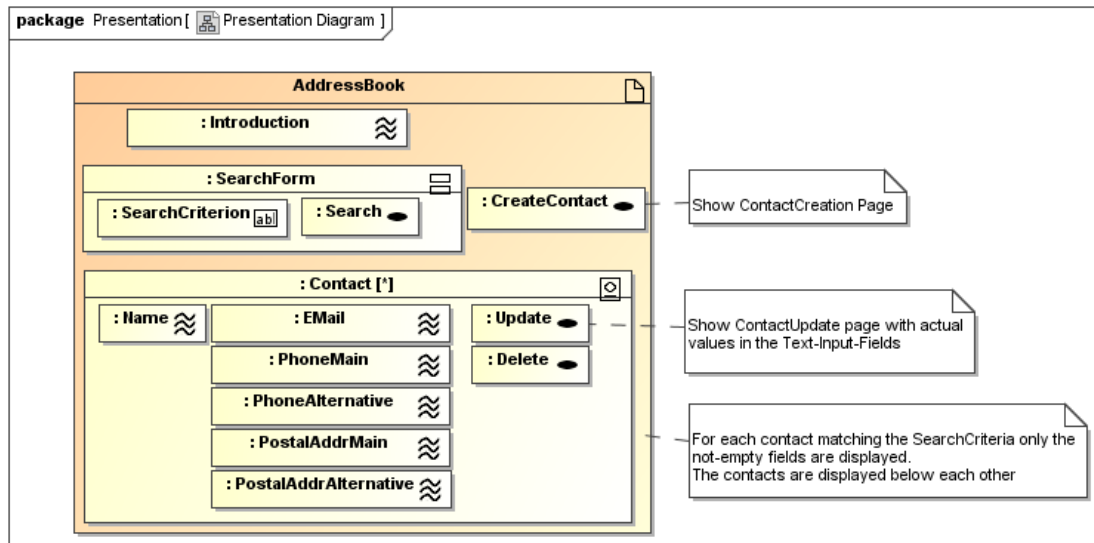 package Presentation [ Presentation Diagram ]
AddressBook
: Introduction
: SearchForm
: SearchCriterion
ab
: Search
: CreateContact
Show ContactCreation Page
: Contact [*]
: Name
: EMail
: Update
Show ContactUpdate page with actual
values in the Text-Input-Fields
: PhoneMain
: Delete
: PhoneAlternative
: PostalAddrMain
: PostalAddrAlternative
For each contact matching the SearchCriteria only the
not-empty fields are displayed.
The contacts are displayed below each other